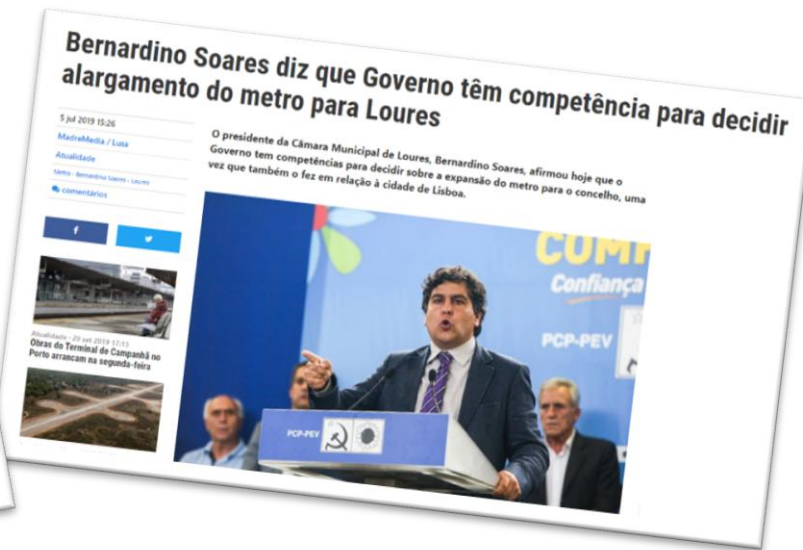 Bernardino Soares diz que Governo têm competência para decidir
alargamento do metro para Loures
5 jul 2019 15:26
MadreMedia / Lusa
Atualidade
Metro · Bernardino Soares · Loures
comentários
O presidente da Câmara Municipal de Loures, Bernardino Soares, afirmou hoje que o
Governo tem competências para decidir sobre a expansão do metro para o concelho, uma
vez que também o fez em relação à cidade de Lisboa.
f
Atualidade · 20 set 2019 17:15
Obras do Terminal de Campanhã no
Porto arrancam na segunda-feira
Confiança
PCP-PEV
PCP-PEV